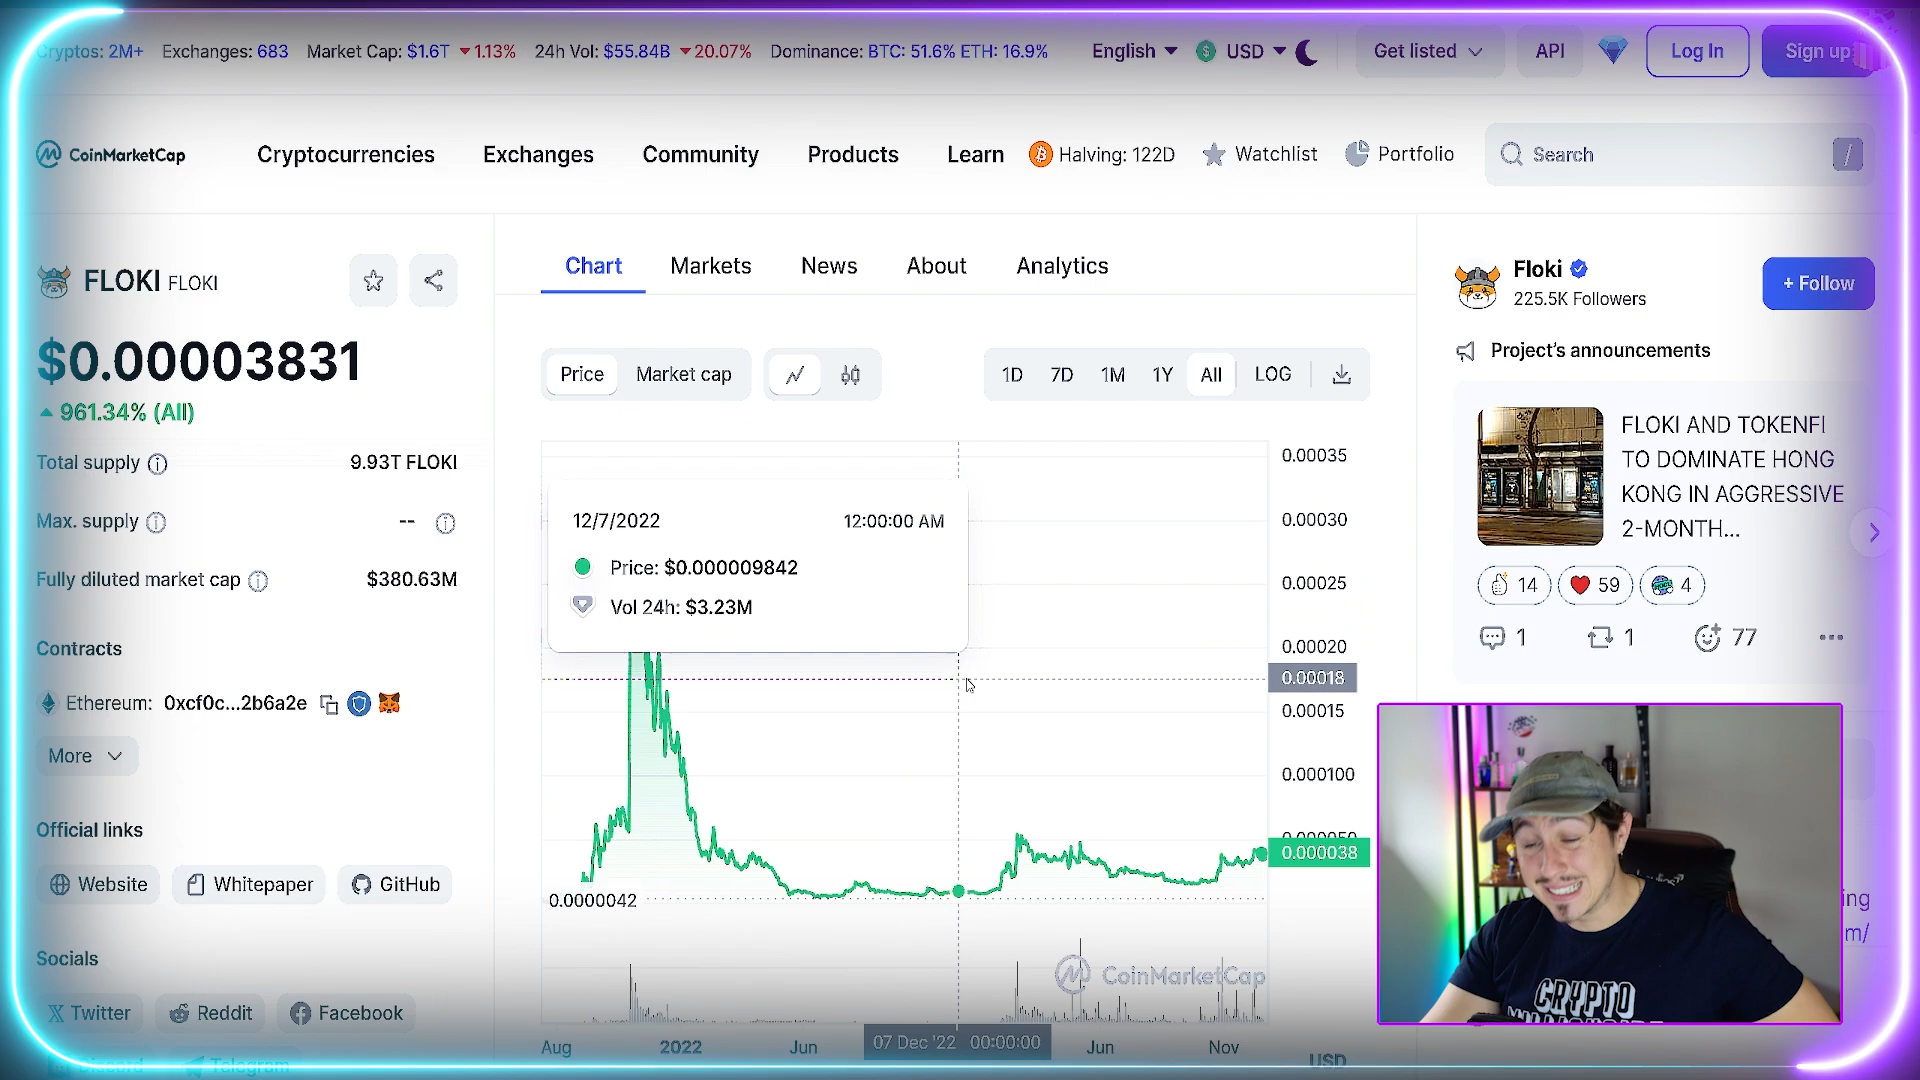 Cryptos: 2M+ Exchanges: 683 Market Cap: $1.6T 1.13% 24h Vol: $55.84B 20.07% Dominance: BTC: 51.6% ETH: 16.9% English USD Get listed API Log In Sign up
CoinMarketCap Cryptocurrencies Exchanges Community Products Learn Halving: 122D Watchlist Portfolio Search /
FLOKI FLOKI
$0.00003831
961.34% (All)
Total supply 9.93T FLOKI
Max. supply --
Fully diluted market cap $380.63M
Contracts
Ethereum: 0xcf0c...2b6a2e
More
Official links
Website Whitepaper GitHub
Socials
Twitter Reddit Facebook
Discord Telegram
Chart Markets News About Analytics
Price Market cap 1D 7D 1M 1Y All LOG
12/7/2022 12:00:00 AM
Price: $0.000009842
Vol 24h: $3.23M
0.00035
0.00030
0.00025
0.00020
0.00018
0.00015
0.000100
0.000050
0.000038
0.0000042
CoinMarketCap
Aug 2022 Jun 07 Dec '22 00:00:00 Jun Nov
USD
Floki
225.5K Followers
+ Follow
Project's announcements
FLOKI AND TOKENFI
TO DOMINATE HONG
KONG IN AGGRESSIVE
2-MONTH...
14 59 4
1 1 77
ing
m/
CRYPTO